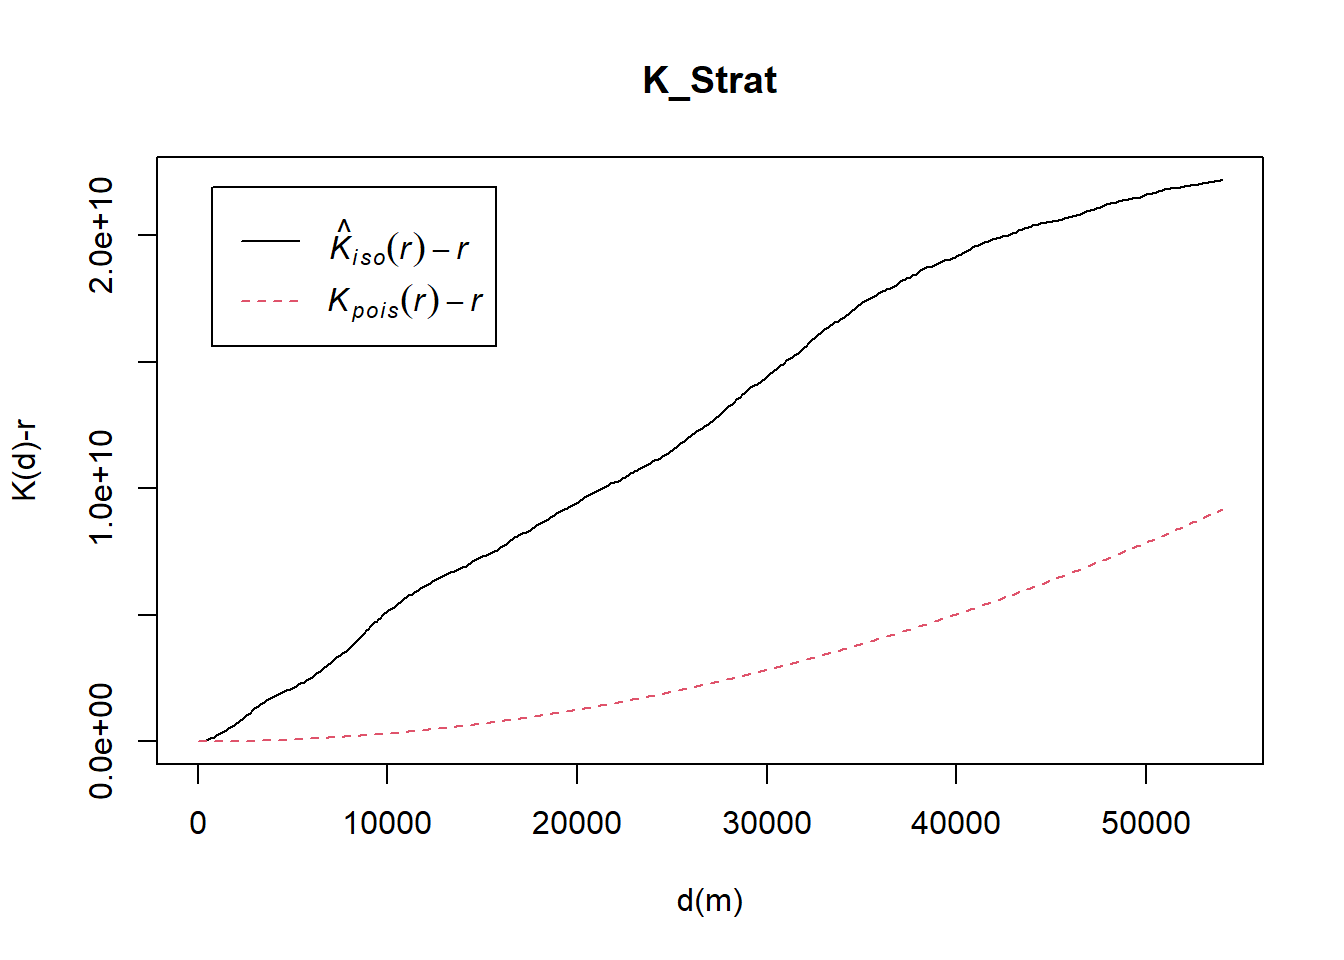 K_Strat
K̂iso(r) − r
Kpois(r) − r
K(d)-r
0.0e+00
1.0e+10
2.0e+10
0 10000 20000 30000 40000 50000
d(m)